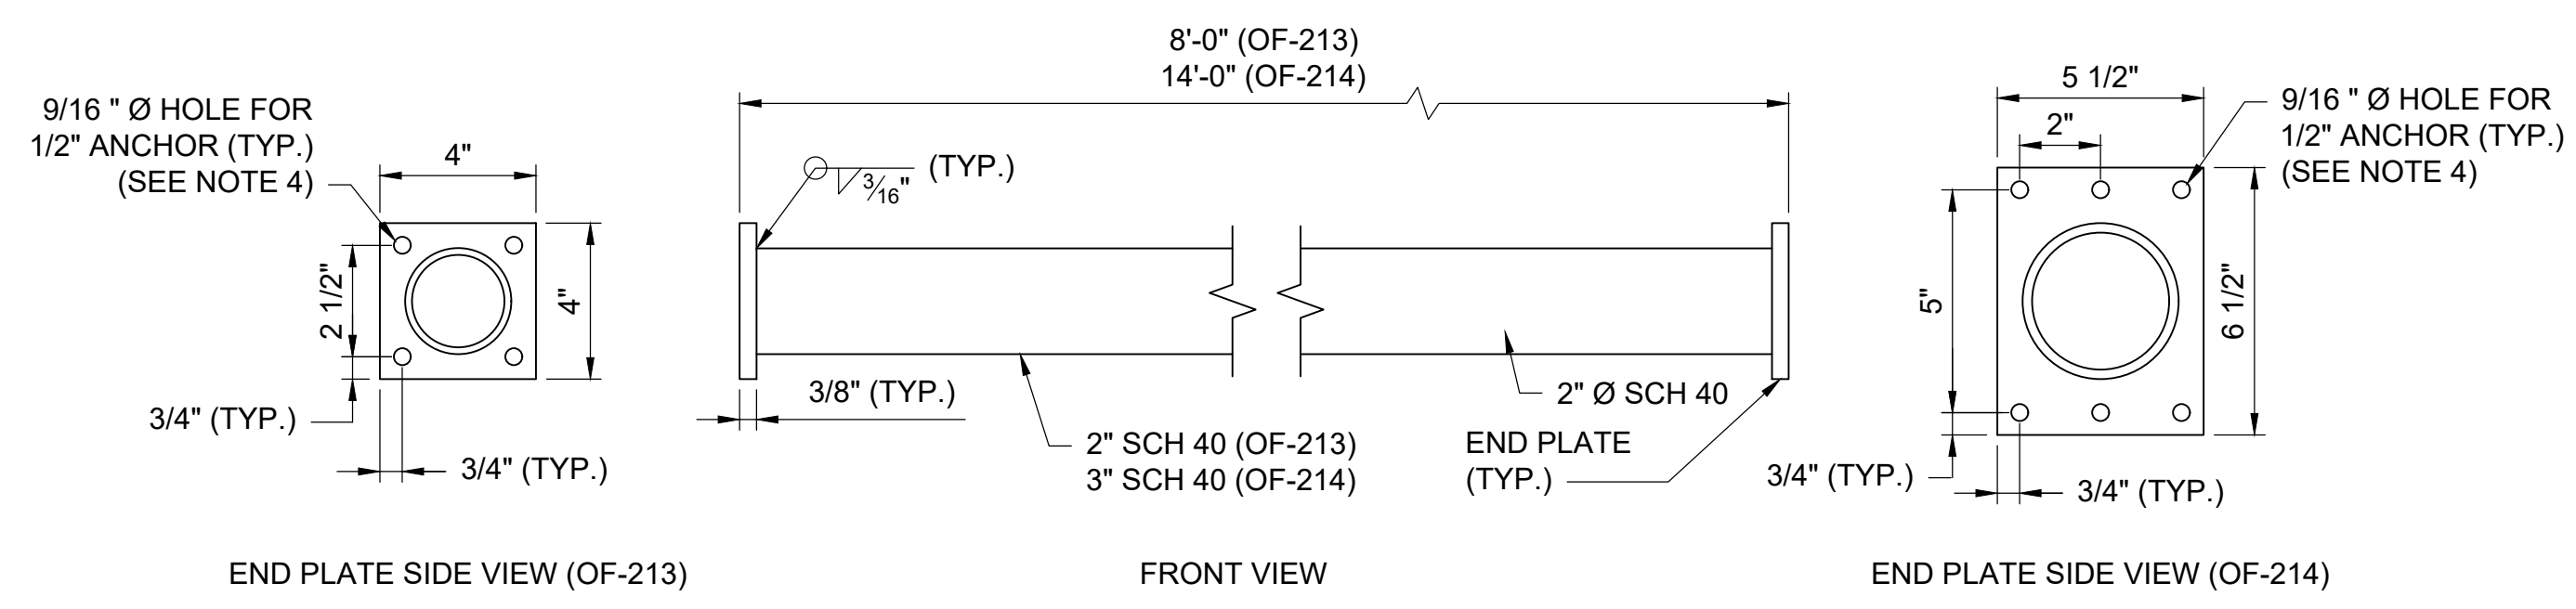 9/16 " Ø HOLE FOR
1/2" ANCHOR (TYP.)
(SEE NOTE 4)
4"
2 1/2"
4"
3/4" (TYP.)
3/4" (TYP.)
END PLATE SIDE VIEW (OF-213)
8'-0" (OF-213)
14'-0" (OF-214)
3/16" (TYP.)
3/8" (TYP.)
2" SCH 40 (OF-213)
3" SCH 40 (OF-214)
2" Ø SCH 40
END PLATE
(TYP.)
FRONT VIEW
5 1/2"
2"
9/16 " Ø HOLE FOR
1/2" ANCHOR (TYP.)
(SEE NOTE 4)
5"
6 1/2"
3/4" (TYP.)
3/4" (TYP.)
END PLATE SIDE VIEW (OF-214)